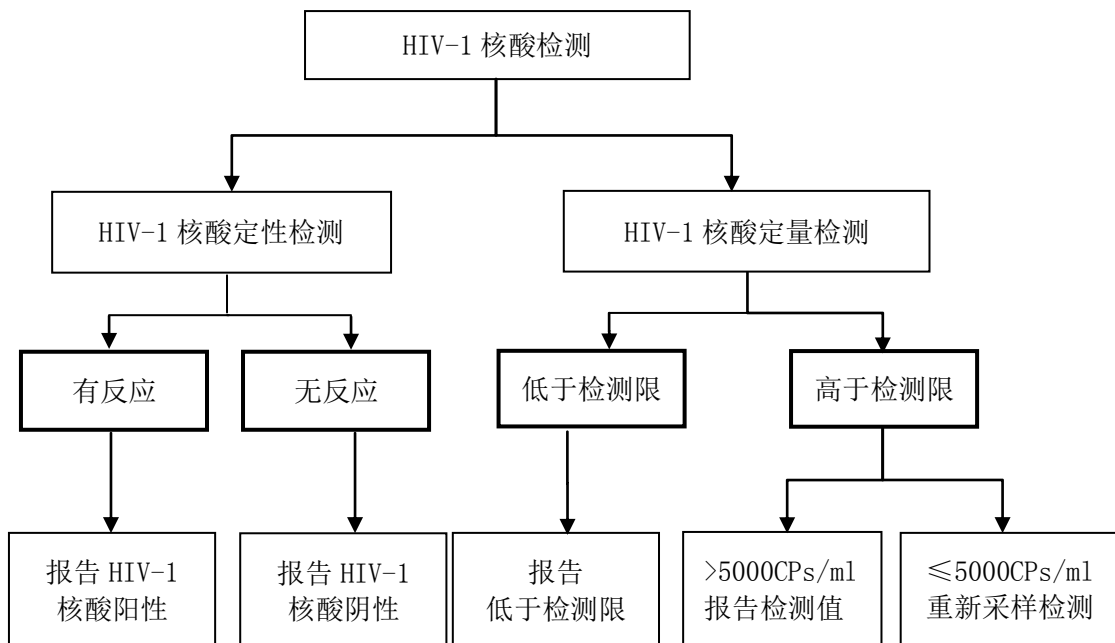 HIV-1 核酸检测
HIV-1 核酸定性检测
HIV-1 核酸定量检测
有反应
无反应
低于检测限
高于检测限
报告 HIV-1
核酸阳性
报告 HIV-1
核酸阴性
报告
低于检测限
>5000CPs/ml
报告检测值
≤5000CPs/ml
重新采样检测